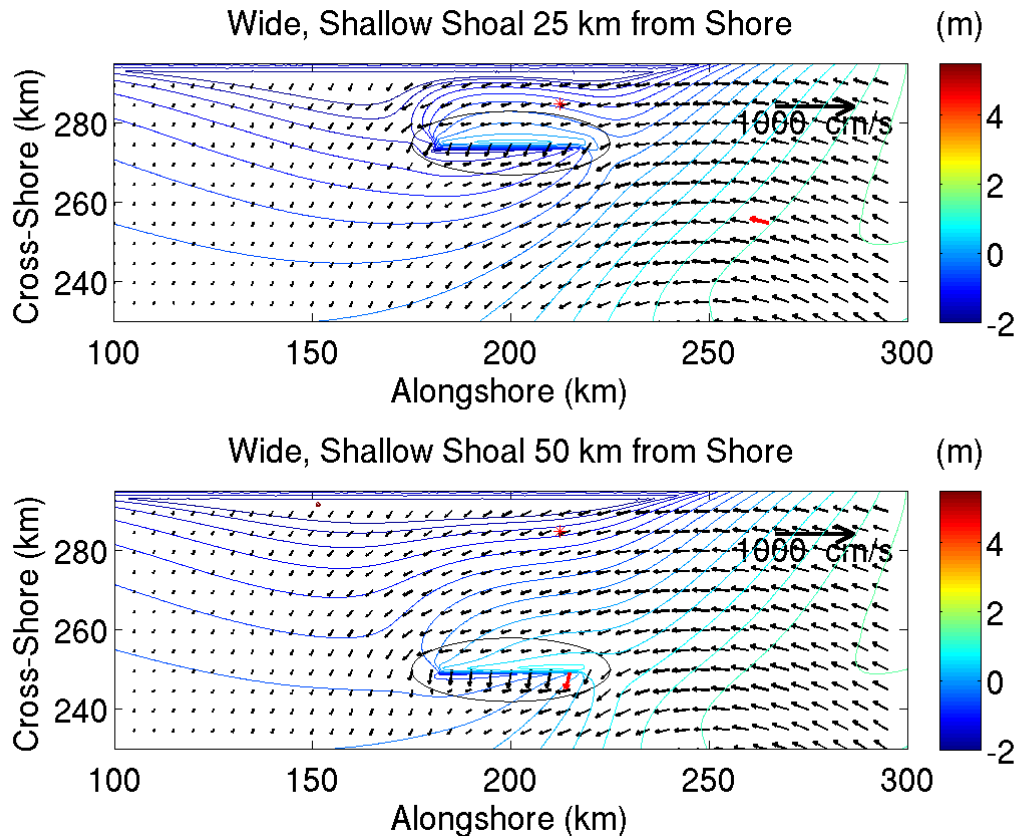 Wide, Shallow Shoal 25 km from Shore
(m)
Cross-Shore (km)
280
260
240
1000 cm/s
4
2
0
-2
100
150
200
250
300
Alongshore (km)
Wide, Shallow Shoal 50 km from Shore
(m)
Cross-Shore (km)
280
260
240
1000 cm/s
4
2
0
-2
100
150
200
250
300
Alongshore (km)